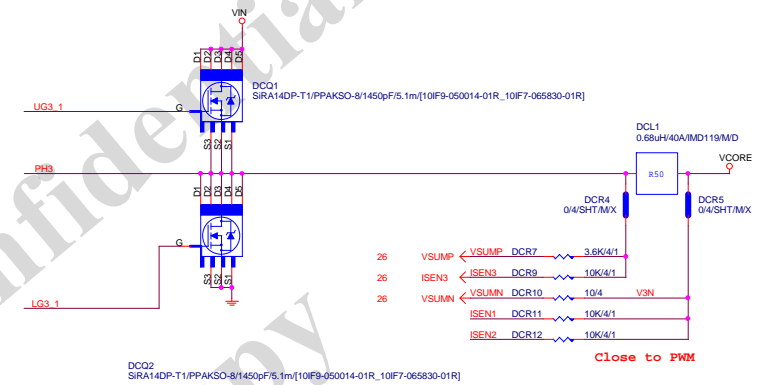 VIN
D1 D2 D3 D4 D5
DCQ1
SiRA14DP-T1/PPAKSO-8/1450pF/5.1m/[10IF9-050014-01R_10IF7-065830-01R]
UG3_1
G
S3 S2 S1
DCL1
0.68uH/40A/IMD119/M/D
VCORE
PH3
R50
D1 D2 D3 D4 D5
DCR4
0/4/SHT/M/X
DCR5
0/4/SHT/M/X
G
26 VSUMP VSUMP DCR7 3.6K/4/1
S3 S2 S1
26 ISEN3 ISEN3 DCR9 10K/4/1
26 VSUMN VSUMN DCR10 10/4 V3N
LG3_1
ISEN1 DCR11 10K/4/1
ISEN2 DCR12 10K/4/1
Close to PWM
DCQ2
SiRA14DP-T1/PPAKSO-8/1450pF/5.1m/[10IF9-050014-01R_10IF7-065830-01R]
nfidential
py